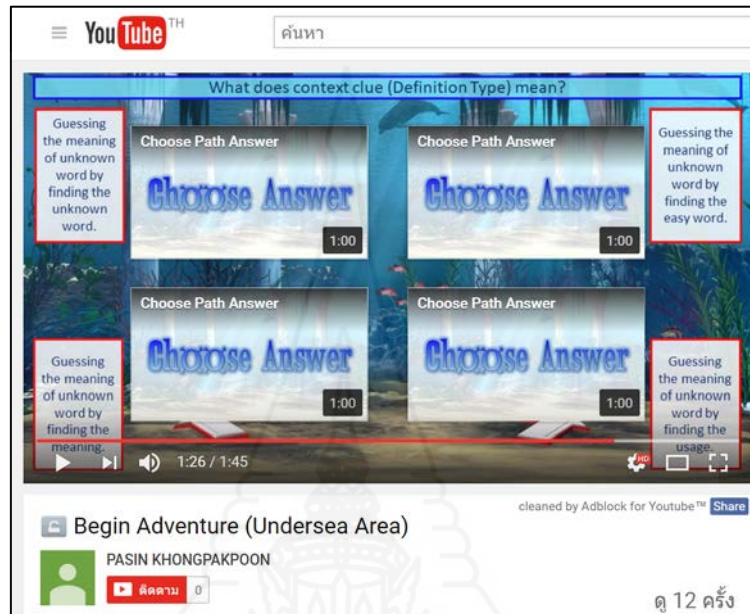 YouTube TH
ค้นหา
What does context clue (Definition Type) mean?
Guessing
the meaning
of unknown
word by
finding the
unknown
word.
Choose Path Answer
Choose Answer
1:00
Choose Path Answer
Choose Answer
1:00
Guessing the
meaning of
unknown
word by
finding the
easy word.
Guessing
the meaning
of unknown
word by
finding the
meaning.
Choose Path Answer
Choose Answer
1:00
Choose Path Answer
Choose Answer
1:00
Guessing
the meaning
of unknown
word by
finding the
usage.
1:26 / 1:45
HD
cleaned by Adblock for Youtube™ Share
Begin Adventure (Undersea Area)
PASIN KHONGPAKPOON
ติดตาม 0
ดู 12 ครั้ง